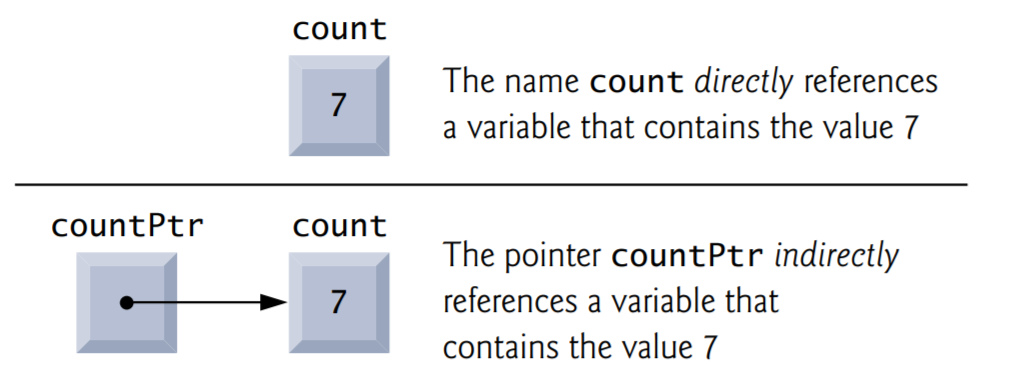 count
7
The name count directly references
a variable that contains the value 7
countPtr
count
7
The pointer countPtr indirectly
references a variable that
contains the value 7